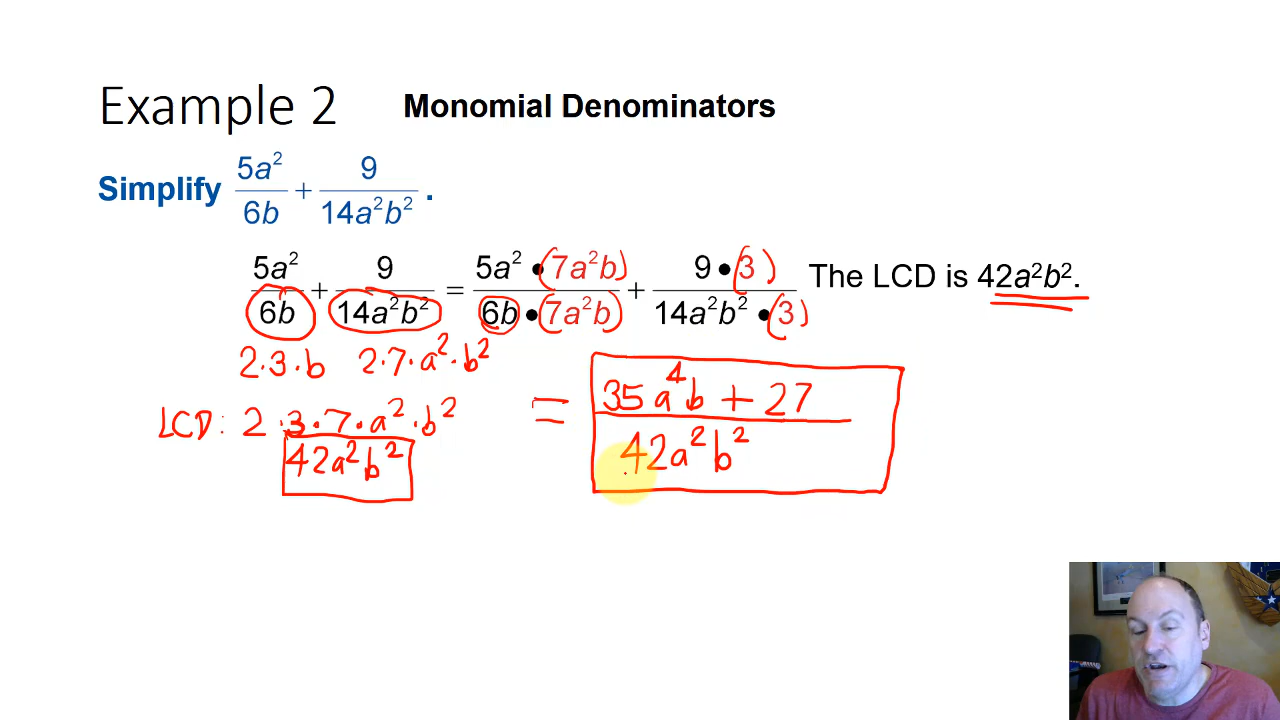 Example 2 Monomial Denominators
Simplify 5a²/6b + 9/14a²b² .
5a²/6b + 9/14a²b² = 5a² • (7a²b)/6b • (7a²b) + 9 • (3)/14a²b² • (3) The LCD is 42a²b².
2·3·b 2·7·a²·b²
LCD: 2·3·7·a²·b²
42a²b²
= 35a⁴b + 27/42a²b²